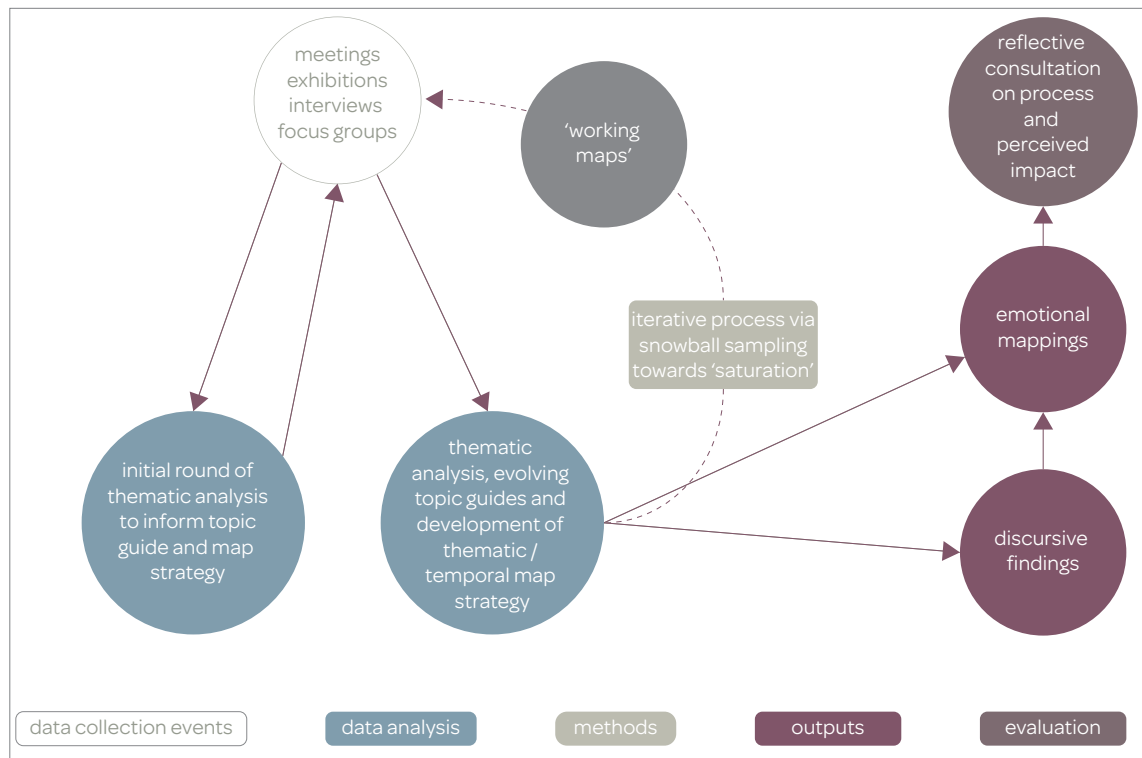 meetings
exhibitions
interviews
focus groups
‘working
maps’
reflective
consultation
on process
and
perceived
impact
iterative process via
snowball sampling
towards ‘saturation’
emotional
mappings
initial round of
thematic analysis
to inform topic
guide and map
strategy
thematic
analysis, evolving
topic guides and
development of
thematic /
temporal map
strategy
discursive
findings
data collection events
data analysis
methods
outputs
evaluation